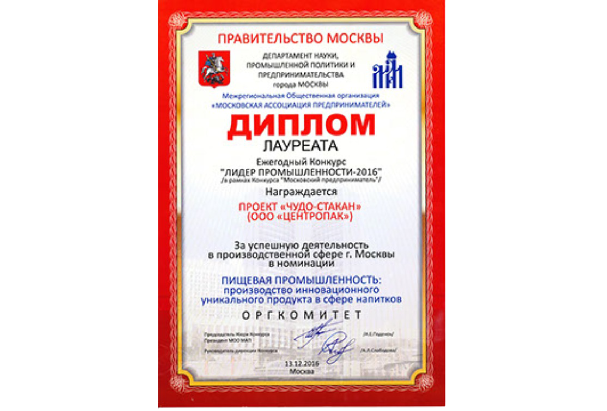 ПРАВИТЕЛЬСТВО МОСКВЫ
ДЕПАРТАМЕНТ НАУКИ,
ПРОМЫШЛЕННОЙ ПОЛИТИКИ И
ПРЕДПРИНИМАТЕЛЬСТВА
города МОСКВЫ
Межрегиональная Общественная организация
«МОСКОВСКАЯ АССОЦИАЦИЯ ПРЕДПРИНИМАТЕЛЕЙ»
ДИПЛОМ
ЛАУРЕАТА
Ежегодный Конкурс
"ЛИДЕР ПРОМЫШЛЕННОСТИ-2016"
/в рамках Конкурса "Московский предприниматель"/
Награждается
ПРОЕКТ «ЧУДО-СТАКАН»
(ООО «ЦЕНТРОПАК»)
За успешную деятельность
в производственной сфере г. Москвы
в номинации
ПИЩЕВАЯ ПРОМЫШЛЕННОСТЬ:
производство инновационного
уникального продукта в сфере напитков
ОРГКОМИТЕТ
Председатель Жюри Конкурса
Президент МОО МАП
Руководитель дирекции Конкурса
13.12.2016
Москва